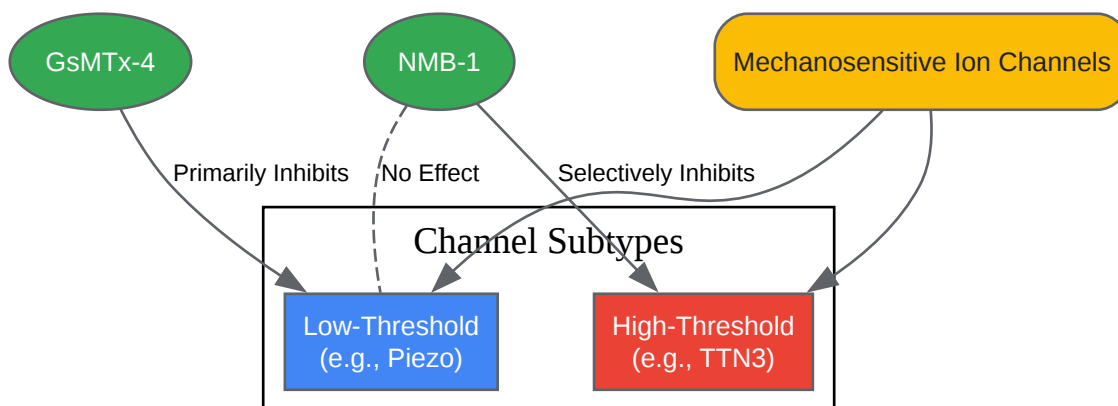 GsMTx-4
NMB-1
Mechanosensitive Ion Channels
Primarily Inhibits
No Effect
Selectively Inhibits
Channel Subtypes
Low-Threshold
(e.g., Piezo)
High-Threshold
(e.g., TTN3)